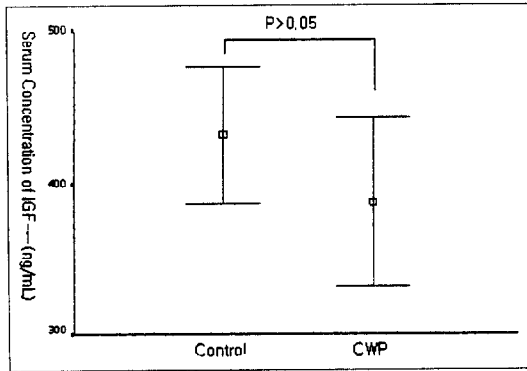 P>0.05
500
400
300
Serum Concentration of IGF----(ng/mL)
Control
CWP